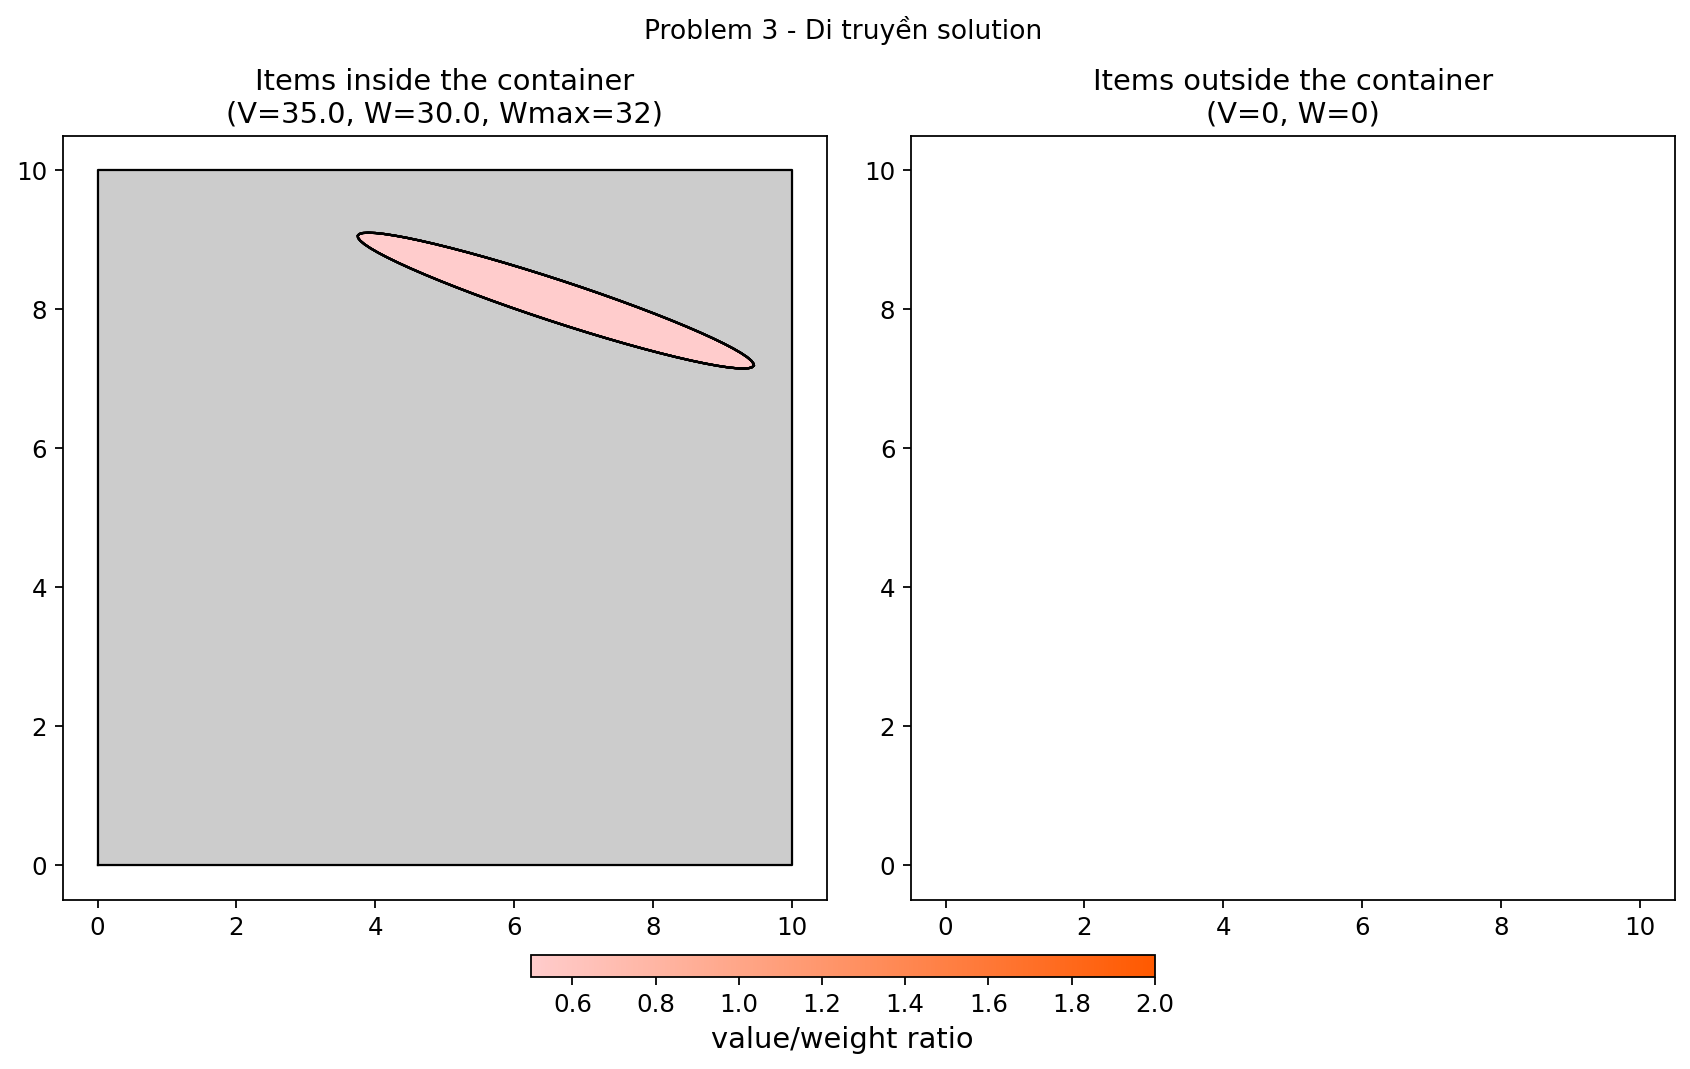 Problem 3 - Di truyền solution
Items inside the container
(V=35.0, W=30.0, Wmax=32)
10
8
6
4
2
0
0 2 4 6 8 10
Items outside the container
(V=0, W=0)
10
8
6
4
2
0
0 2 4 6 8 10
0.6 0.8 1.0 1.2 1.4 1.6 1.8 2.0
value/weight ratio